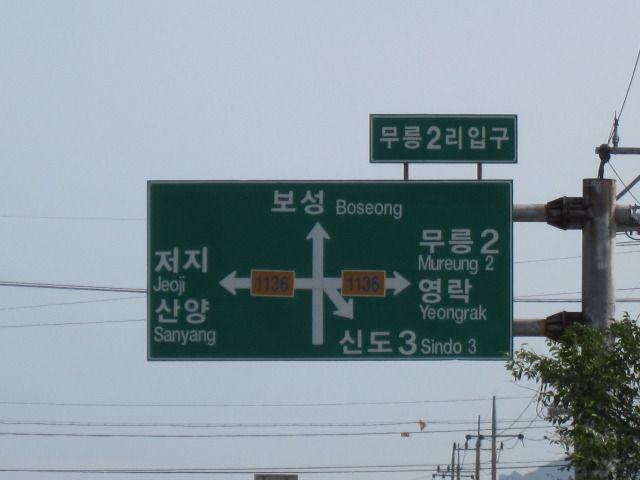 무릉2리입구
보성 Boseong
저지
Jeoji
산양
Sanyang
1136
1136
무릉 2
Mureung 2
영락
Yeongrak
신도3 Sindo 3